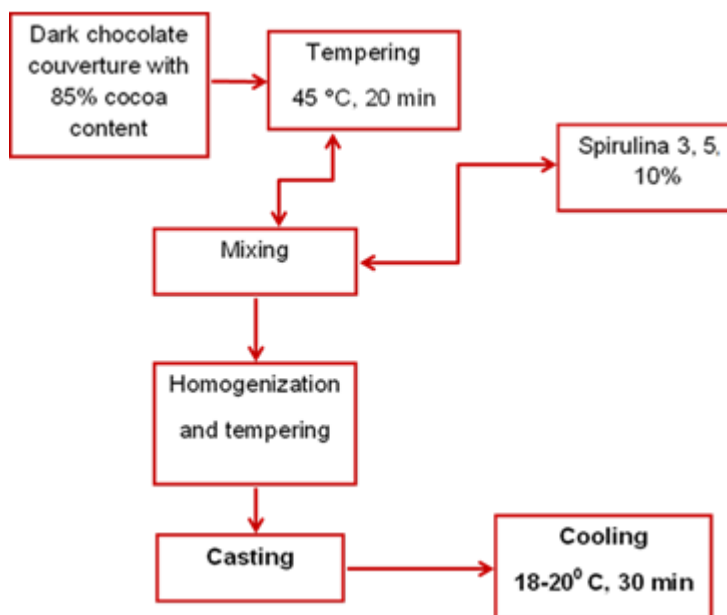 Dark chocolate
couverture with
85% cocoa
content
Tempering
45 °C, 20 min
Spirulina 3, 5,
10%
Mixing
Homogenization
and tempering
Casting
Cooling
18-20⁰ C, 30 min